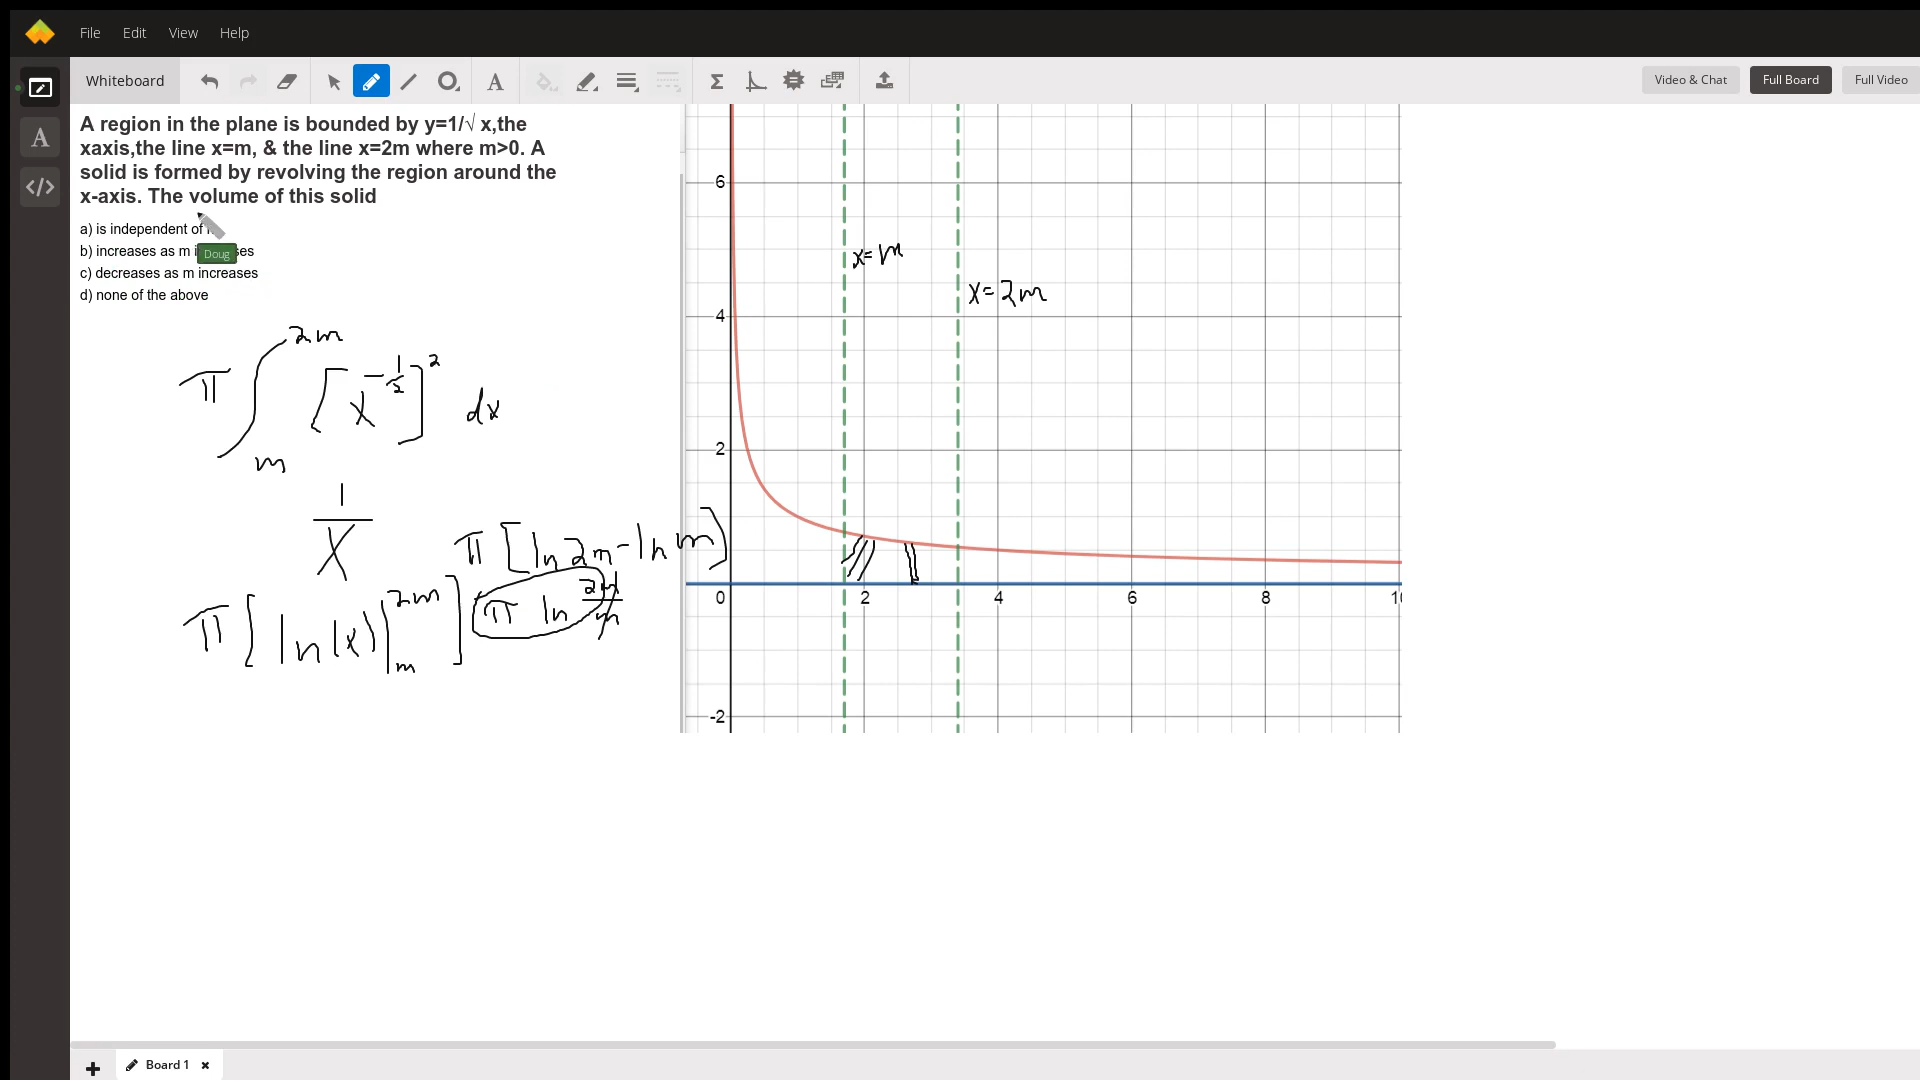 File Edit View Help
Whiteboard
Video & Chat Full Board Full Video
A region in the plane is bounded by y=1/√ x,the
xaxis,the line x=m, & the line x=2m where m>0. A
solid is formed by revolving the region around the
x-axis. The volume of this solid
a) is independent of
b) increases as m
Doug
c) decreases as m increases
d) none of the above
π ∫ 2m m [x^-1/2]^2 dx
1/x
π [ln 2m - ln m]
π [ln|x| | 2m m]
π ln 2m/m
6
4
2
-2
0 2 4 6 8
x=m
x=2m
Board 1